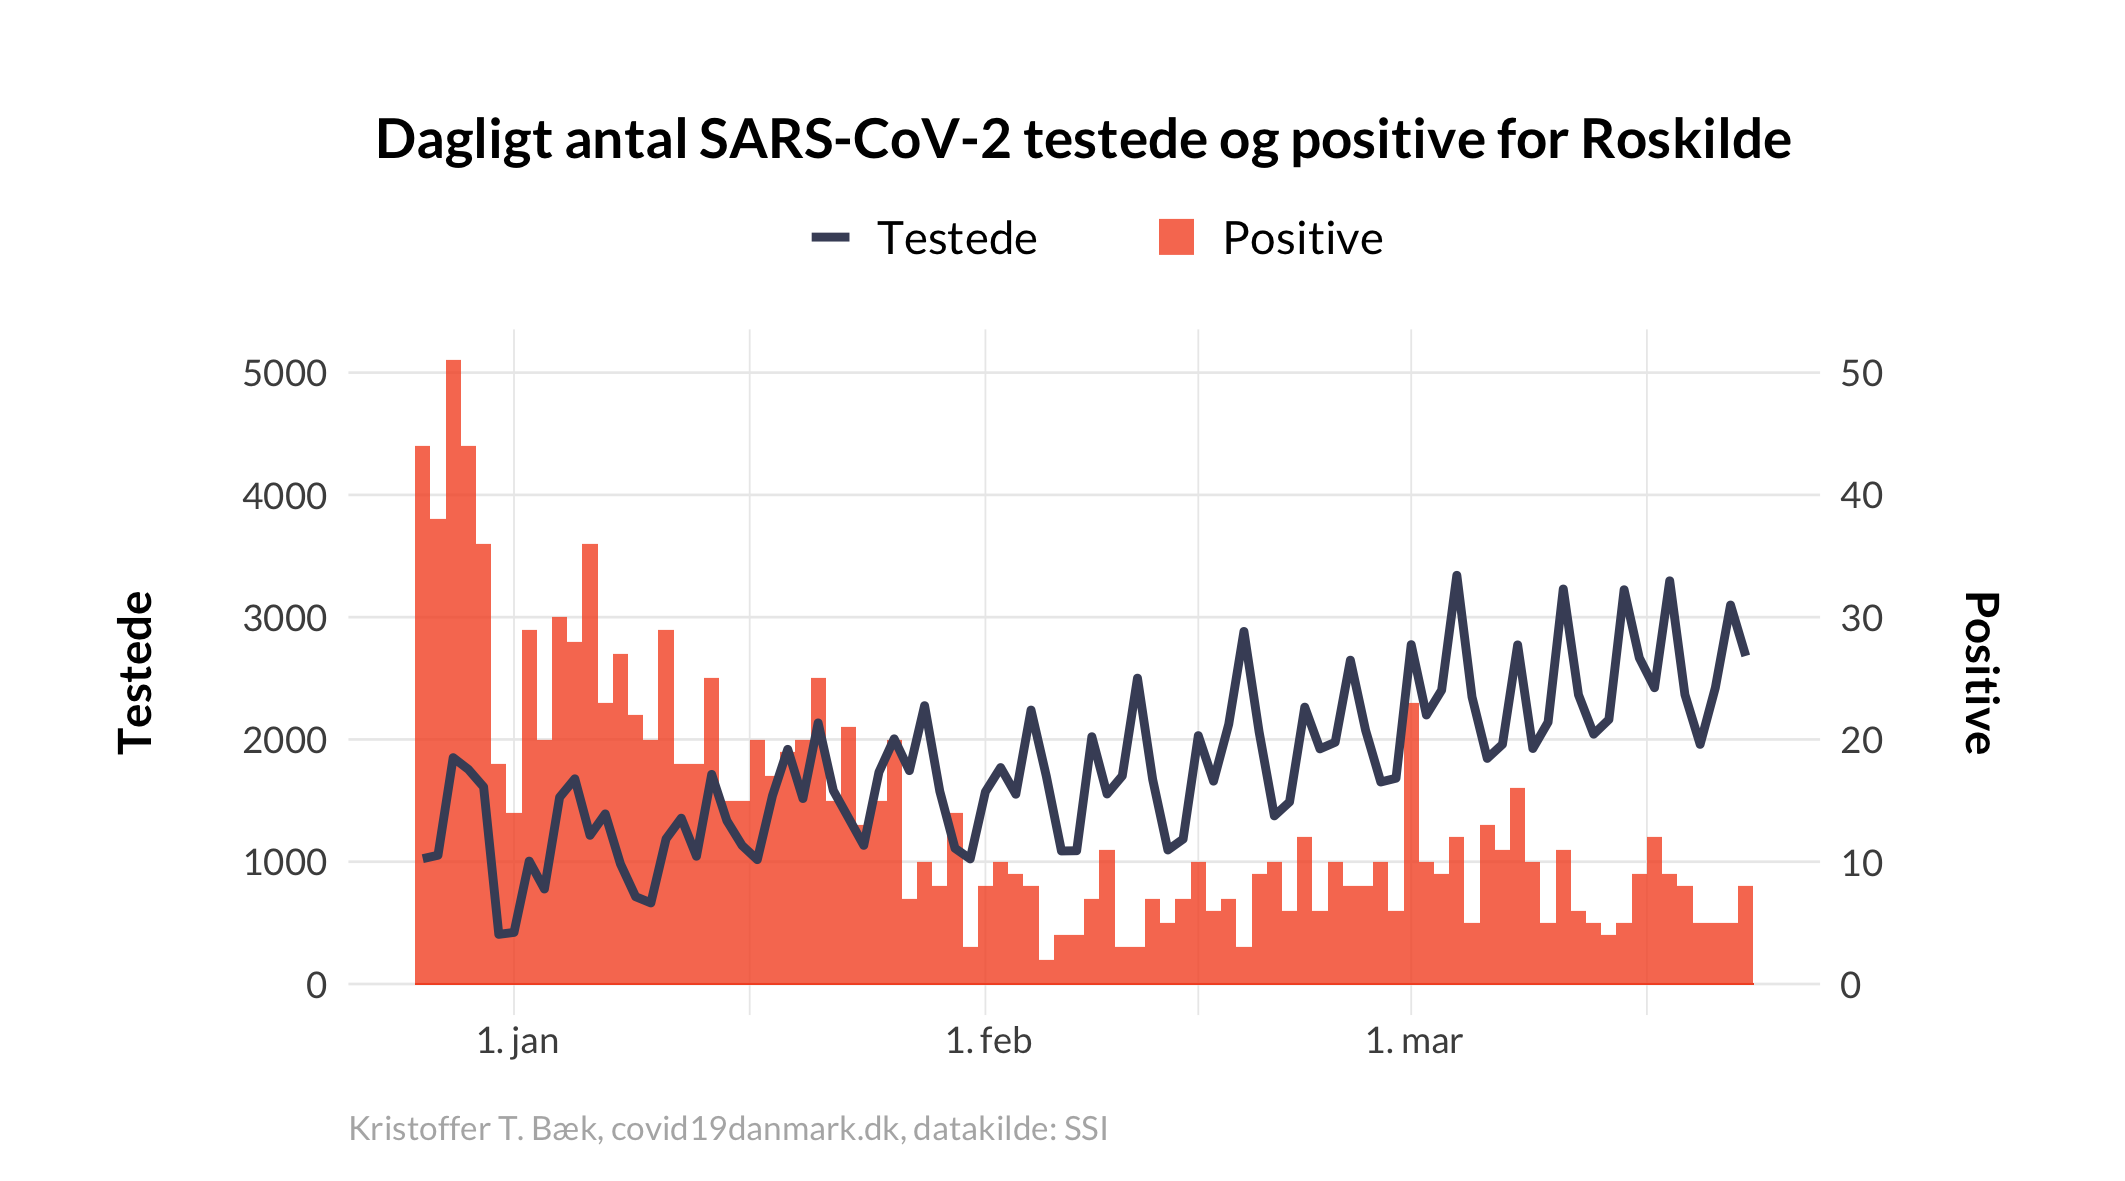 Dagligt antal SARS-CoV-2 testede og positive for Roskilde
Testede
Positive
5000
4000
3000
2000
1000
0
Testede
50
40
30
20
10
0
Positive
1. jan
1. feb
1. mar
Kristoffer T. Bæk, covid19danmark.dk, datakilde: SSI